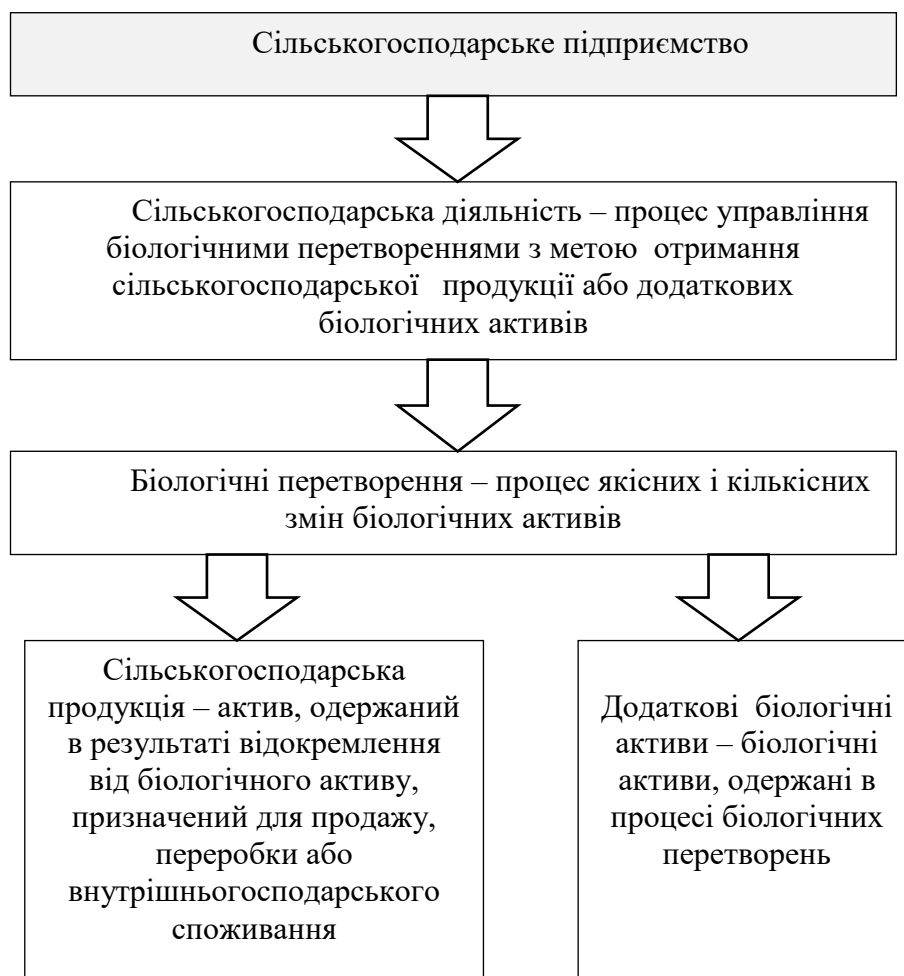 Сільськогосподарське підприємство
Сільськогосподарська діяльність – процес управління
біологічними перетвореннями з метою отримання
сільськогосподарської продукції або додаткових
біологічних активів
Біологічні перетворення – процес якісних і кількісних
змін біологічних активів
Сільськогосподарська
продукція – актив, одержаний
в результаті відокремлення
від біологічного активу,
призначений для продажу,
переробки або
внутрішньогосподарського
споживання
Додаткові біологічні
активи – біологічні
активи, одержані в
процесі біологічних
перетворень